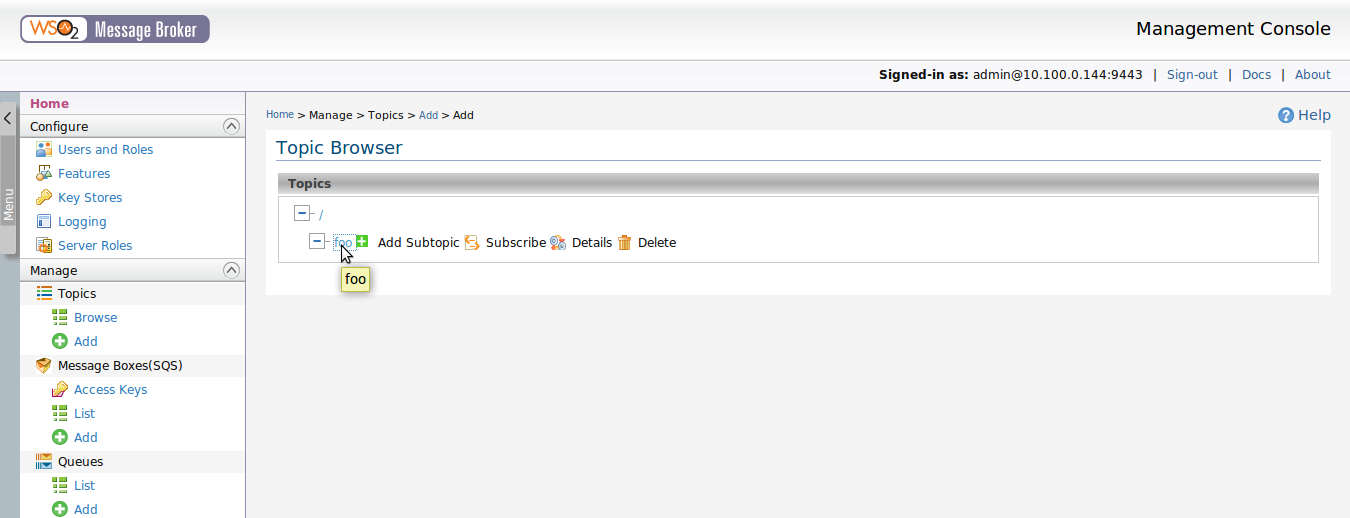 WSO2 Message Broker
Management Console
Signed-in as: admin@10.100.0.144:9443 | Sign-out | Docs | About
Menu
Home
Configure
Users and Roles
Features
Key Stores
Logging
Server Roles
Manage
Topics
Browse
Add
Message Boxes(SQS)
Access Keys
List
Add
Queues
List
Add
Home > Manage > Topics > Add > Add
Help
Topic Browser
Topics
/
foo Add Subtopic Subscribe Details Delete
foo